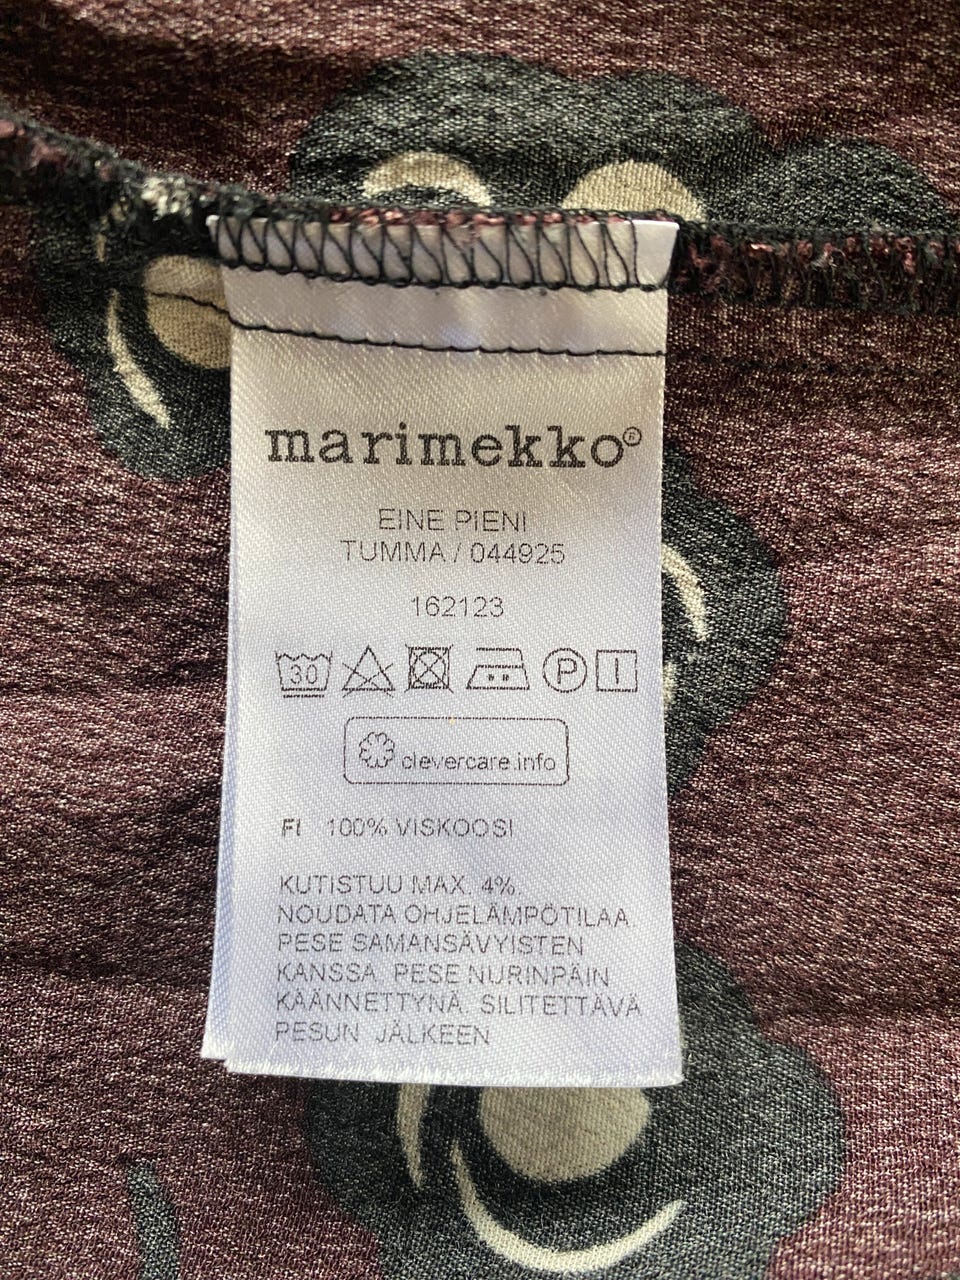 marimekko®
EINE PIENI
TUMMA / 044925
162123
30 P
clevercare.info
FI 100% VISKOOSI
KUTISTUU MAX. 4%.
NOUDATA OHJELÄMPÖTILAA.
PESE SAMANSÄVYISTEN
KANSSA. PESE NURINPÄIN
KÄÄNNETTYNÄ. SILITETTÄVÄ
PESUN JÄLKEEN